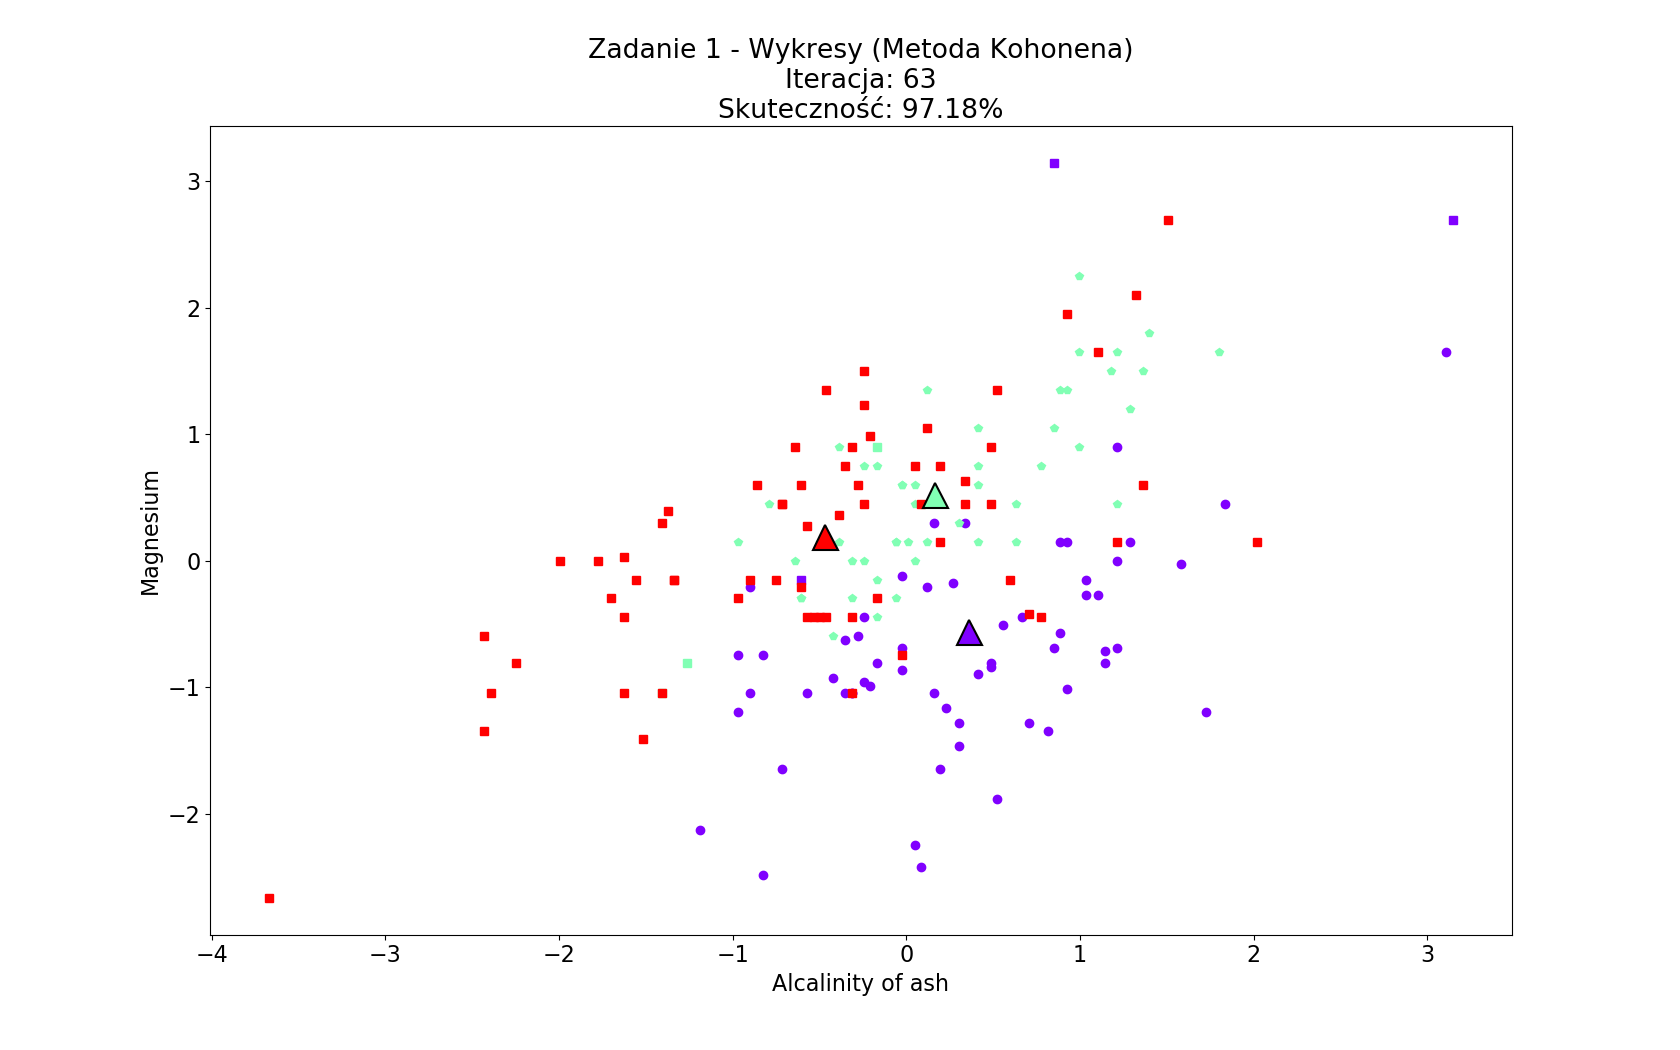 Zadanie 1 - Wykresy (Metoda Kohonena)
Iteracja: 63
Skuteczność: 97.18%
3
2
1
0
−1
−2
Magnesium
−4
−3
−2
−1
0
1
2
3
Alcalinity of ash